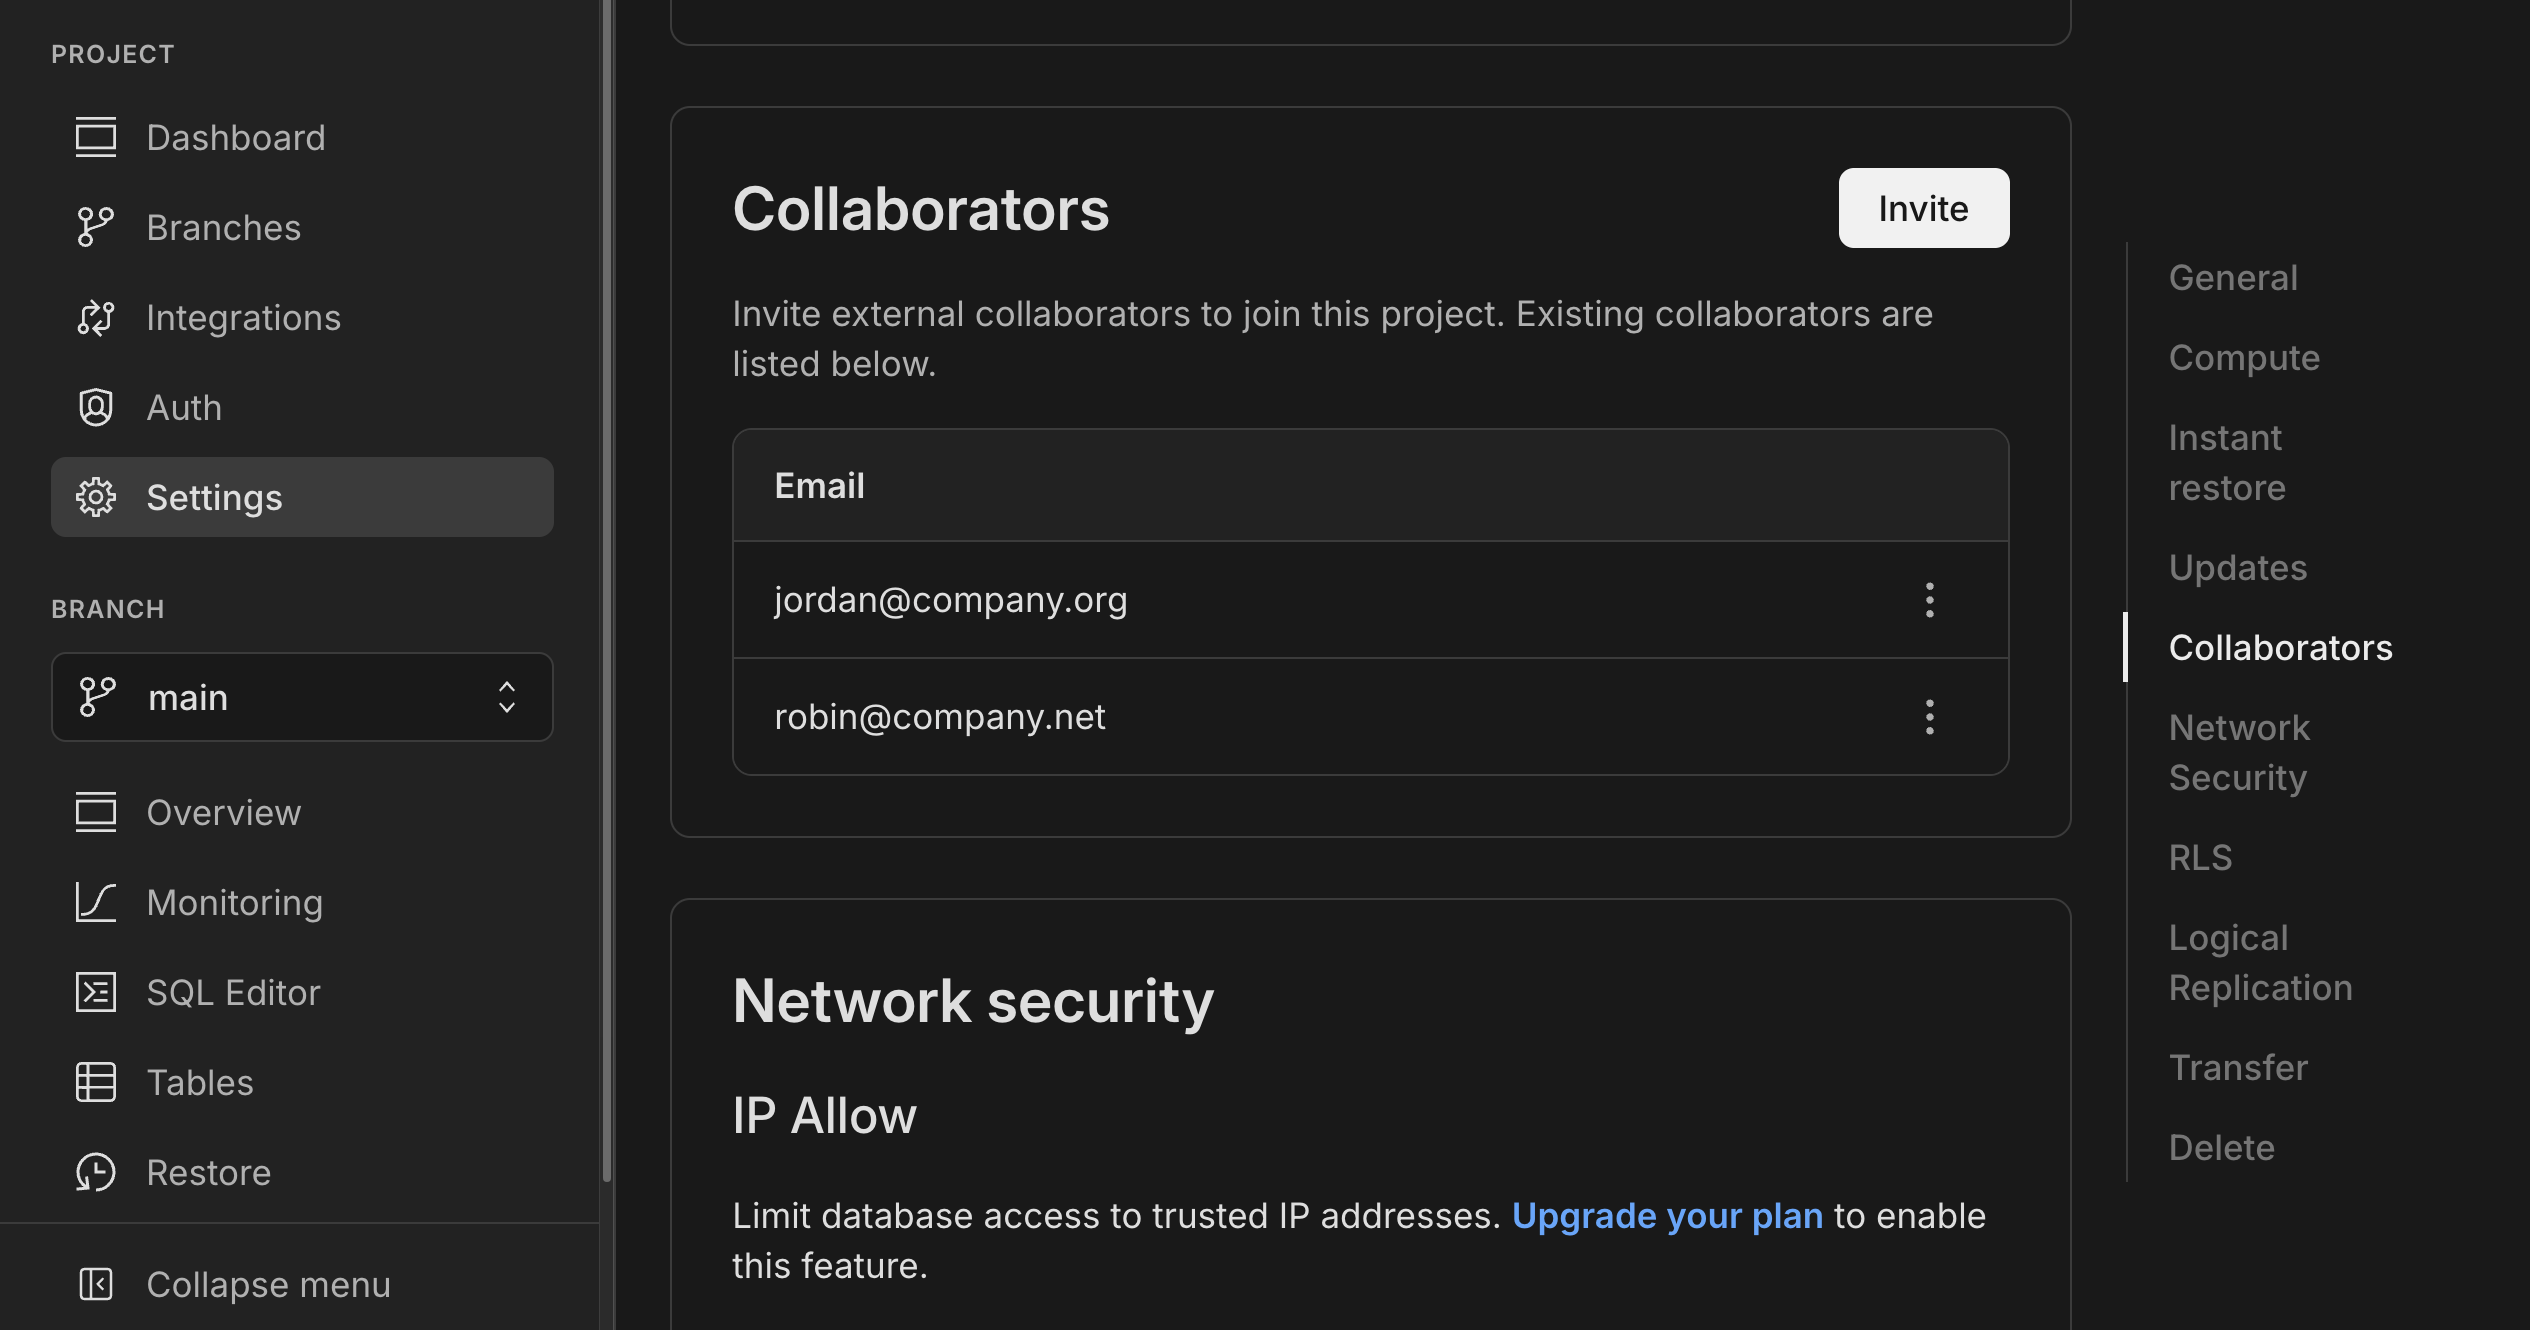 PROJECT
Dashboard
Branches
Integrations
Auth
Settings
BRANCH
main
Overview
Monitoring
SQL Editor
Tables
Restore
Collapse menu
Collaborators
Invite
Invite external collaborators to join this project. Existing collaborators are
listed below.
Email
jordan@company.org
robin@company.net
Network security
IP Allow
Limit database access to trusted IP addresses. Upgrade your plan to enable
this feature.
General
Compute
Instant
restore
Updates
Collaborators
Network
Security
RLS
Logical
Replication
Transfer
Delete